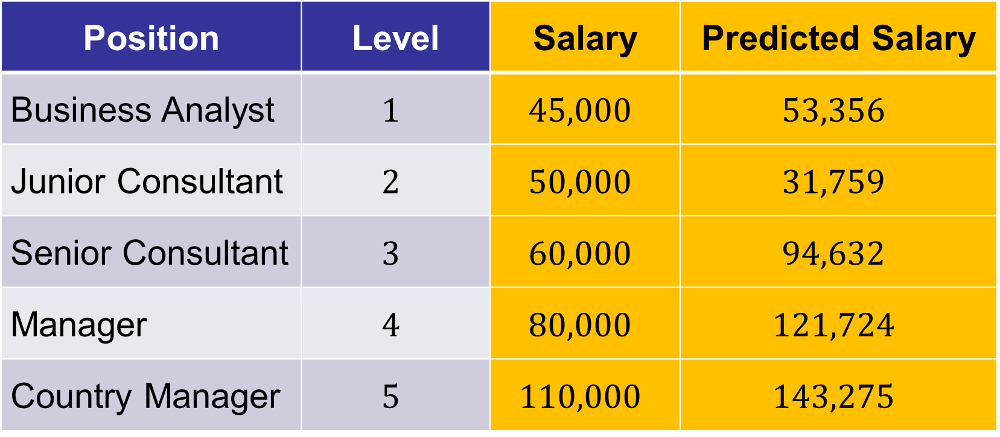 Position Level Salary Predicted Salary
Business Analyst 1 45,000 53,356
Junior Consultant 2 50,000 31,759
Senior Consultant 3 60,000 94,632
Manager 4 80,000 121,724
Country Manager 5 110,000 143,275